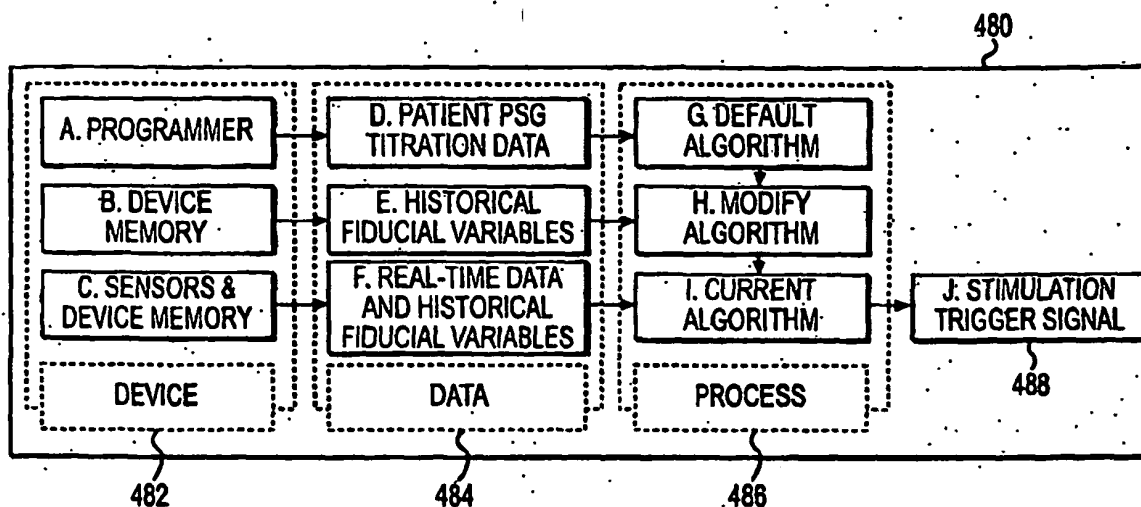 480
A. PROGRAMMER
D. PATIENT PSG
TITRATION DATA
G. DEFAULT
ALGORITHM
B. DEVICE
MEMORY
E. HISTORICAL
FIDUCIAL VARIABLES
H. MODIFY
ALGORITHM
C. SENSORS &
DEVICE MEMORY
F. REAL-TIME DATA
AND HISTORICAL
FIDUCIAL VARIABLES
I. CURRENT
ALGORITHM
J: STIMULATION
TRIGGER SIGNAL
488
DEVICE
DATA
PROCESS
482
484
486